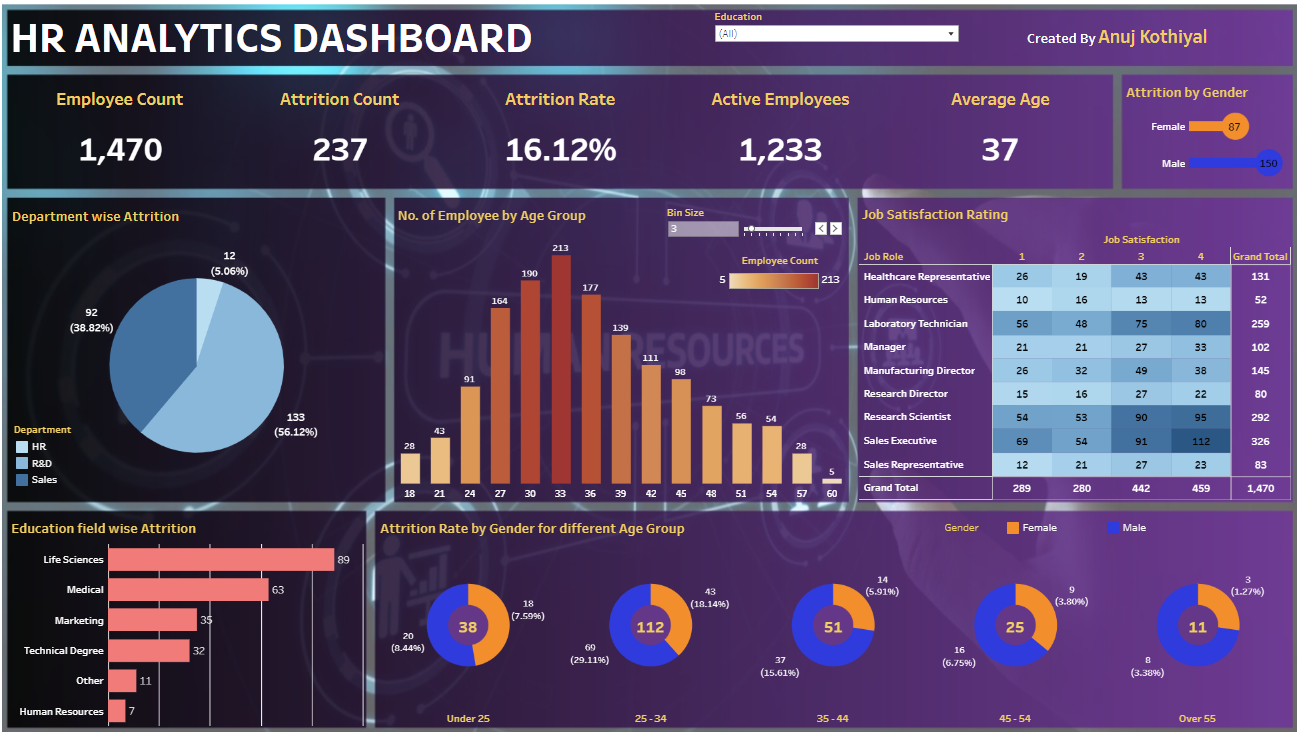 HR ANALYTICS DASHBOARD
Education
(All)
Created By Anuj Kothiyal
Employee Count
1,470
Attrition Count
237
Attrition Rate
16.12%
Active Employees
1,233
Average Age
37
Attrition by Gender
Female 87
Male 150
Department wise Attrition
12
(5.06%)
92
(38.82%)
133
(56.12%)
Department
HR
R&D
Sales
No. of Employee by Age Group
Bin Size
3
Employee Count
5 213
28 43 91 164 190 213 177 139 111 98 73 56 54 28 5
18 21 24 27 30 33 36 39 42 45 48 51 54 57 60
HUMAN RESOURCES
Job Satisfaction Rating
Job Satisfaction
Job Role 1 2 3 4 Grand Total
Healthcare Representative 26 19 43 43 131
Human Resources 10 16 13 13 52
Laboratory Technician 56 48 75 80 259
Manager 21 21 27 33 102
Manufacturing Director 26 32 49 38 145
Research Director 15 16 27 22 80
Research Scientist 54 53 90 95 292
Sales Executive 69 54 91 112 326
Sales Representative 12 21 27 23 83
Grand Total 289 280 442 459 1,470
Education field wise Attrition
Life Sciences 89
Medical 63
Marketing 35
Technical Degree 32
Other 11
Human Resources 7
Attrition Rate by Gender for different Age Group
Gender Female Male
18
(7.59%)
38
20
(8.44%)
Under 25
43
(18.14%)
112
69
(29.11%)
25 - 34
14
(5.91%)
51
37
(15.61%)
35 - 44
9
(3.80%)
25
16
(6.75%)
45 - 54
3
(1.27%)
11
8
(3.38%)
Over 55